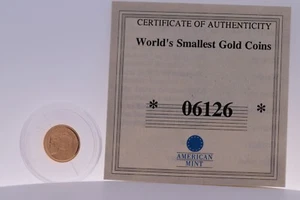 CERTIFICATE OF AUTHENTICITY
World's Smallest Gold Coins
* 06126 *
AMERICAN
MINT